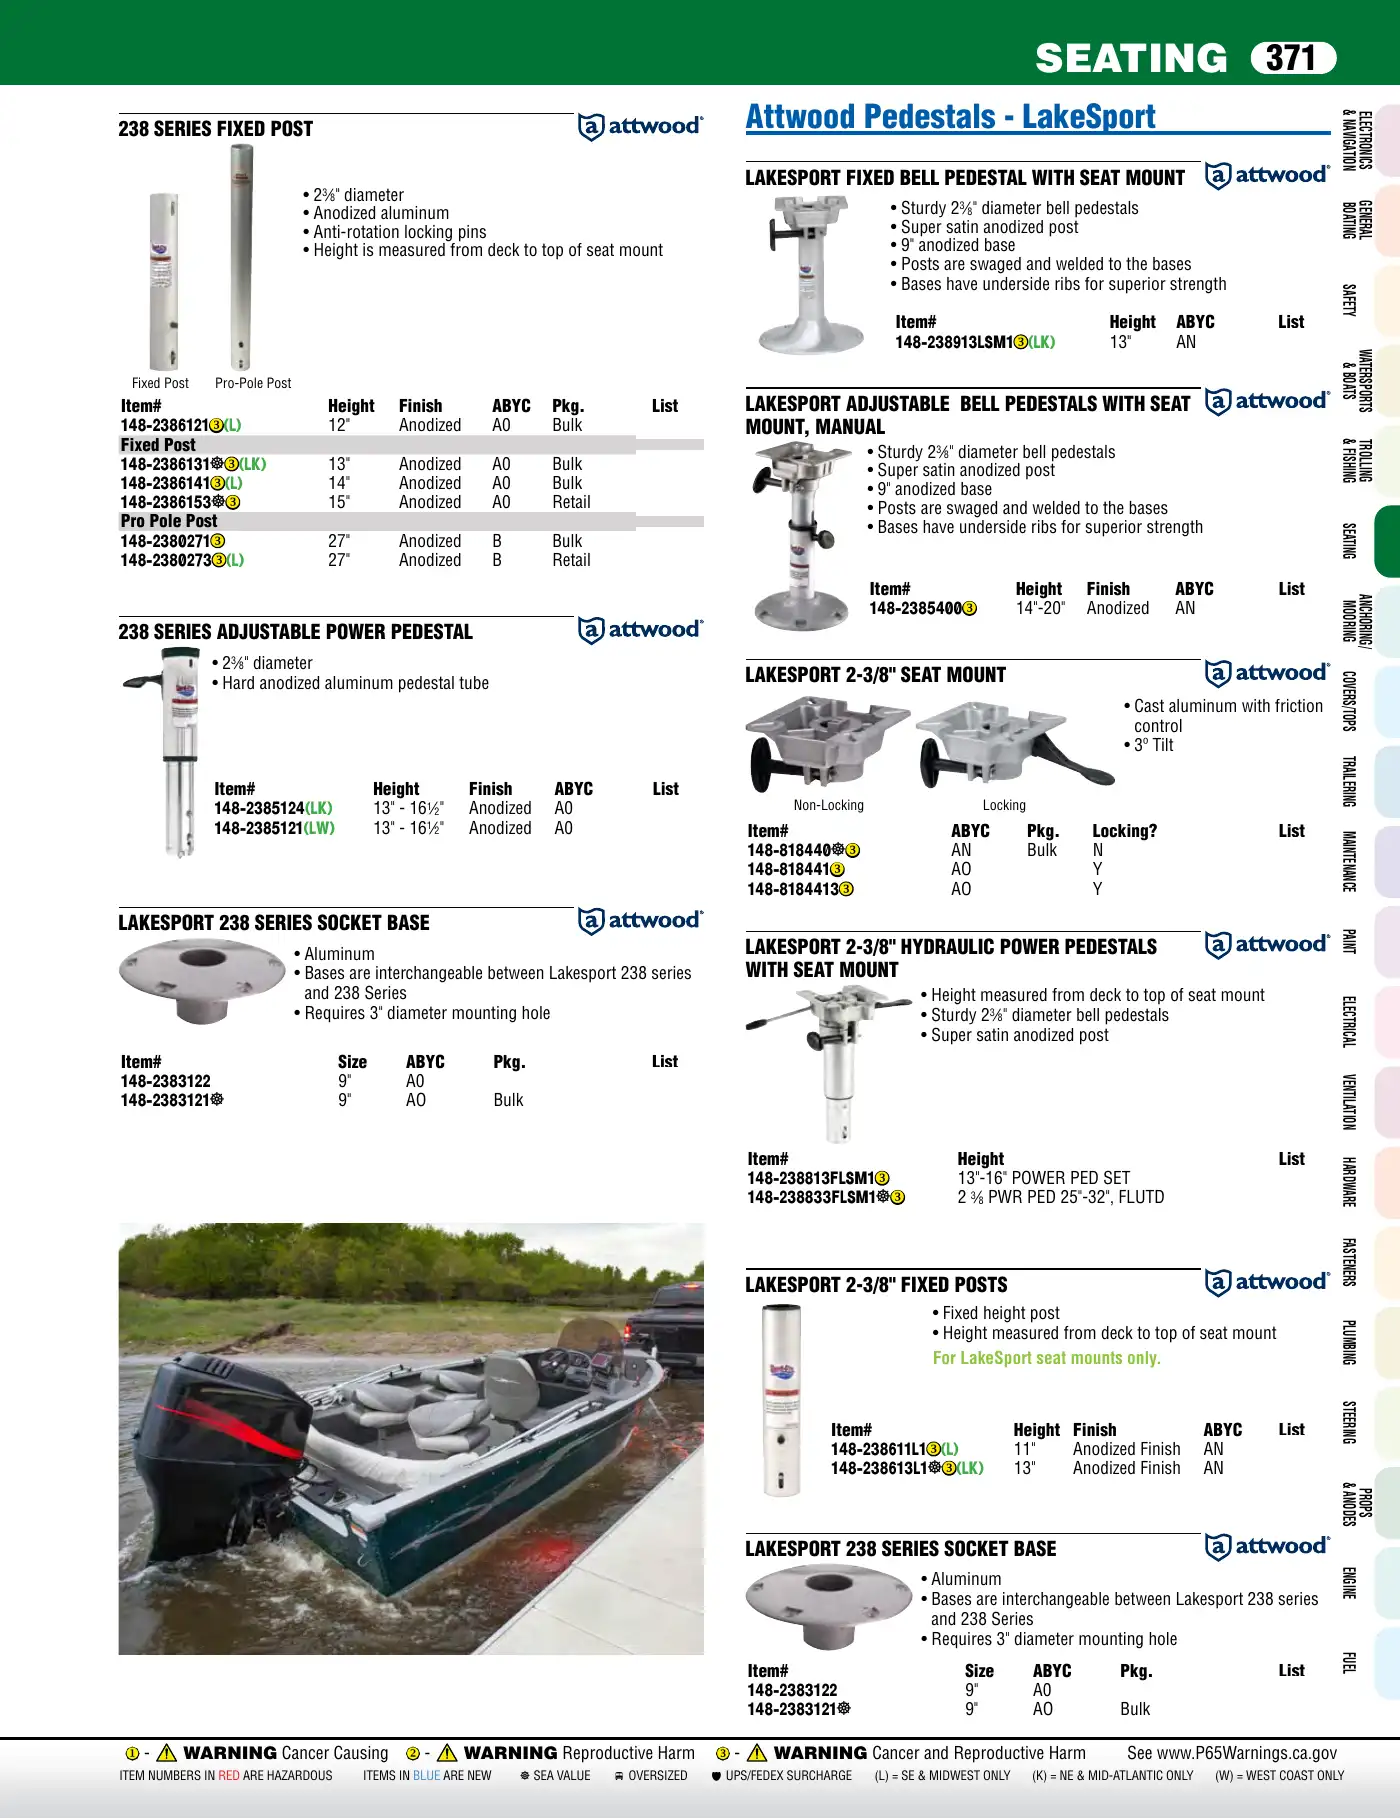 SEATING 371
238 SERIES FIXED POST
attwood
• 2⅜" diameter
• Anodized aluminum
• Anti-rotation locking pins
• Height is measured from deck to top of seat mount
Fixed Post Pro-Pole Post
Item# Height Finish ABYC Pkg. List
148-2386121 3 (L) 12" Anodized A0 Bulk
Fixed Post
148-2386131 3 (LK) 13" Anodized A0 Bulk
148-2386141 3 (L) 14" Anodized A0 Bulk
148-2386153 3 15" Anodized A0 Retail
Pro Pole Post
148-2380271 3 27" Anodized B Bulk
148-2380273 3 (L) 27" Anodized B Retail
238 SERIES ADJUSTABLE POWER PEDESTAL
attwood
• 2⅜" diameter
• Hard anodized aluminum pedestal tube
Item# Height Finish ABYC List
148-2385124(LK) 13" - 16½" Anodized A0
148-2385121(LW) 13" - 16½" Anodized A0
LAKESPORT 238 SERIES SOCKET BASE
attwood
• Aluminum
• Bases are interchangeable between Lakesport 238 series
and 238 Series
• Requires 3" diameter mounting hole
Item# Size ABYC Pkg. List
148-2383122 9" A0
148-2383121 9" AO Bulk
Attwood Pedestals - LakeSport
LAKESPORT FIXED BELL PEDESTAL WITH SEAT MOUNT
attwood
• Sturdy 2⅜" diameter bell pedestals
• Super satin anodized post
• 9" anodized base
• Posts are swaged and welded to the bases
• Bases have underside ribs for superior strength
Item# Height ABYC List
148-238913LSM1 3 (LK) 13" AN
LAKESPORT ADJUSTABLE BELL PEDESTALS WITH SEAT
MOUNT, MANUAL
attwood
• Sturdy 2⅜" diameter bell pedestals
• Super satin anodized post
• 9" anodized base
• Posts are swaged and welded to the bases
• Bases have underside ribs for superior strength
Item# Height Finish ABYC List
148-2385400 3 14"-20" Anodized AN
LAKESPORT 2-3/8" SEAT MOUNT
attwood
• Cast aluminum with friction
control
• 3º Tilt
Non-Locking Locking
Item# ABYC Pkg. Locking? List
148-818440 3 AN Bulk N
148-818441 3 AO Y
148-8184413 3 AO Y
LAKESPORT 2-3/8" HYDRAULIC POWER PEDESTALS
WITH SEAT MOUNT
attwood
• Height measured from deck to top of seat mount
• Sturdy 2⅜" diameter bell pedestals
• Super satin anodized post
Item# Height List
148-238813FLSM1 3 13"-16" POWER PED SET
148-238833FLSM1 3 2 ⅜ PWR PED 25"-32", FLUTD
LAKESPORT 2-3/8" FIXED POSTS
attwood
• Fixed height post
• Height measured from deck to top of seat mount
For LakeSport seat mounts only.
Item# Height Finish ABYC List
148-238611L1 3 (L) 11" Anodized Finish AN
148-238613L1 3 (LK) 13" Anodized Finish AN
LAKESPORT 238 SERIES SOCKET BASE
attwood
• Aluminum
• Bases are interchangeable between Lakesport 238 series
and 238 Series
• Requires 3" diameter mounting hole
Item# Size ABYC Pkg. List
148-2383122 9" A0
148-2383121 9" AO Bulk
ELECTRONICS
& NAVIGATION
GENERAL
BOATING
SAFETY
WATERSPORTS
& BOATS
TROLLING
& FISHING
SEATING
ANCHORING/
MOORING
COVERS/TOPS
TRAILERING
MAINTENANCE
PAINT
ELECTRICAL
VENTILATION
HARDWARE
FASTENERS
PLUMBING
STEERING
PROPS
& ANODES
ENGINE
FUEL
1 - WARNING Cancer Causing 2 - WARNING Reproductive Harm 3 - WARNING Cancer and Reproductive Harm See www.P65Warnings.ca.gov
ITEM NUMBERS IN RED ARE HAZARDOUS ITEMS IN BLUE ARE NEW SEA VALUE OVERSIZED UPS/FEDEX SURCHARGE (L) = SE & MIDWEST ONLY (K) = NE & MID-ATLANTIC ONLY (W) = WEST COAST ONLY